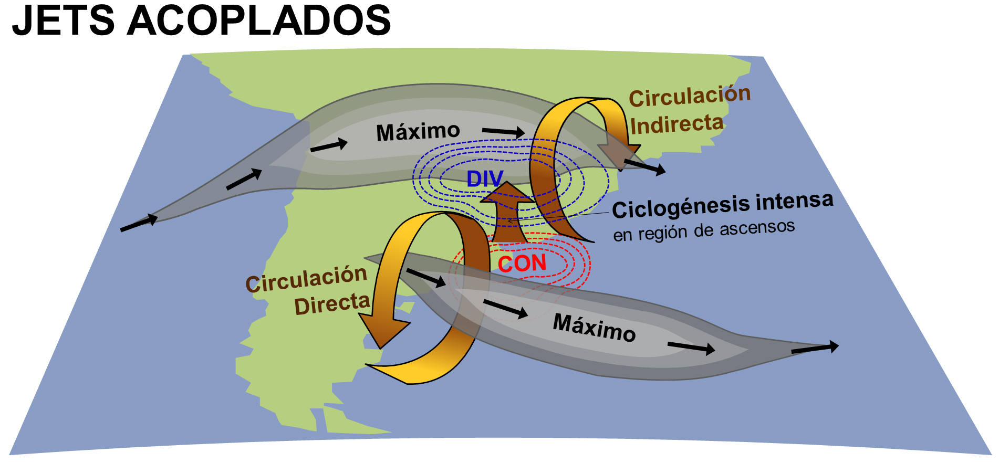 JETS ACOPLADOS
Circulación
Indirecta
Máximo
DIV
Ciclogénesis intensa
en región de ascensos
CON
Circulación
Directa
Máximo